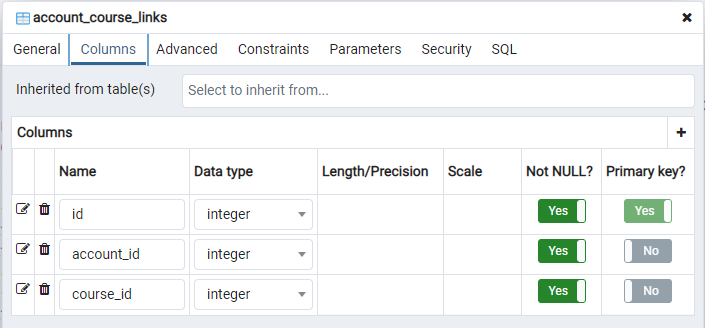 account_course_links
General Columns Advanced Constraints Parameters Security SQL
Inherited from table(s) Select to inherit from...
Columns
Name Data type Length/Precision Scale Not NULL? Primary key?
id integer Yes Yes
account_id integer Yes No
course_id integer Yes No